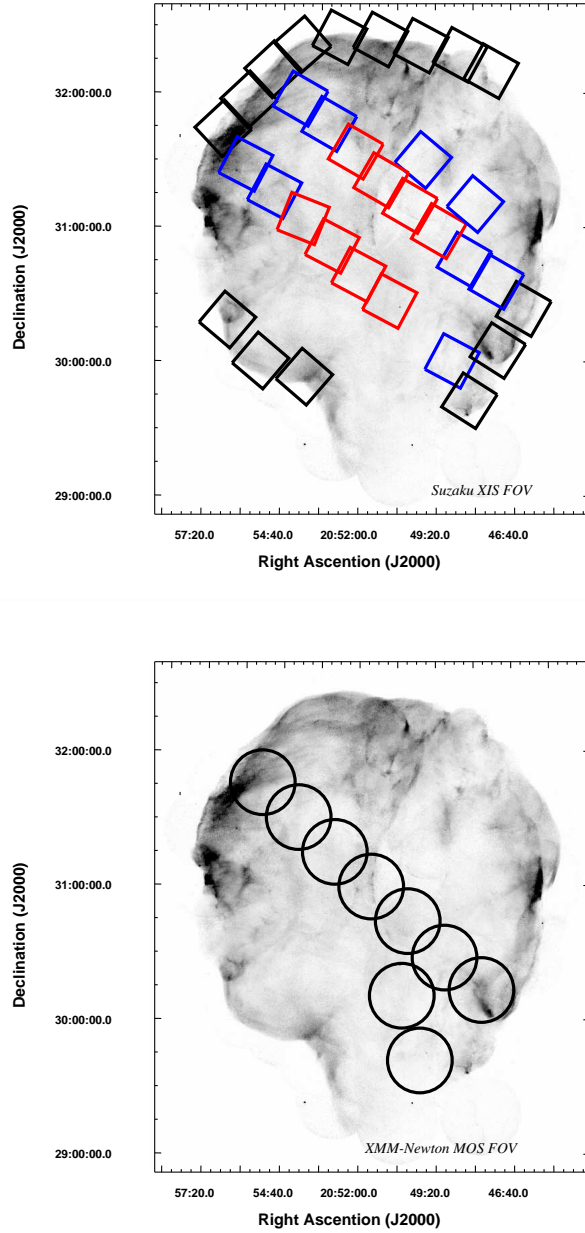 32:00:00.0
31:00:00.0
30:00:00.0
29:00:00.0
Declination (J2000)
Suzaku XIS FOV
57:20.0 54:40.0 20:52:00.0 49:20.0 46:40.0
Right Ascention (J2000)
32:00:00.0
31:00:00.0
30:00:00.0
29:00:00.0
Declination (J2000)
XMM-Newton MOS FOV
57:20.0 54:40.0 20:52:00.0 49:20.0 46:40.0
Right Ascention (J2000)